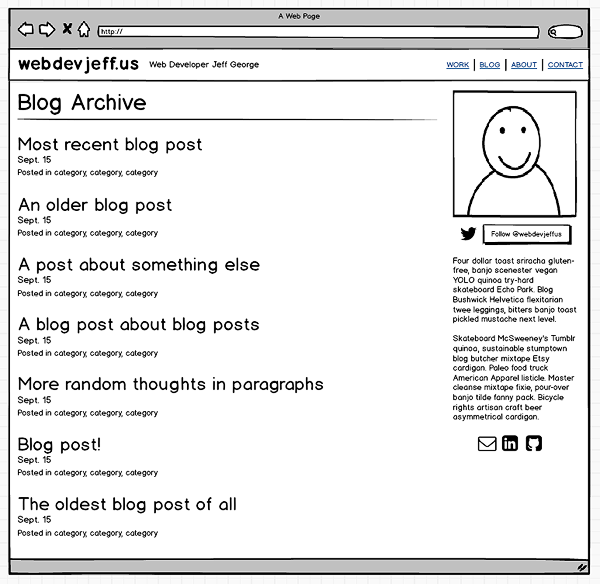 A Web Page
http://
webdevjeff.us Web Developer Jeff George
WORK | BLOG | ABOUT | CONTACT
Blog Archive
Most recent blog post
Sept. 15
Posted in category, category, category
An older blog post
Sept. 15
Posted in category, category, category
A post about something else
Sept. 15
Posted in category, category, category
A blog post about blog posts
Sept. 15
Posted in category, category, category
More random thoughts in paragraphs
Sept. 15
Posted in category, category, category
Blog post!
Sept. 15
Posted in category, category, category
The oldest blog post of all
Sept. 15
Posted in category, category, category
Follow @webdevjeffus
Four dollar toast sriracha gluten-
free, banjo scenester vegan
YOLO quinoa try-hard
skateboard Echo Park. Blog
Bushwick Helvetica flexitarian
twee leggings, bitters banjo toast
pickled mustache next level.
Skateboard McSweeney's Tumblr
quinoa, sustainable stumptown
blog butcher mixtape Etsy
cardigan. Paleo food truck
American Apparel listicle. Master
cleanse mixtape fixie, pour-over
banjo tilde fanny pack. Bicycle
rights artisan craft beer
asymmetrical cardigan.
in